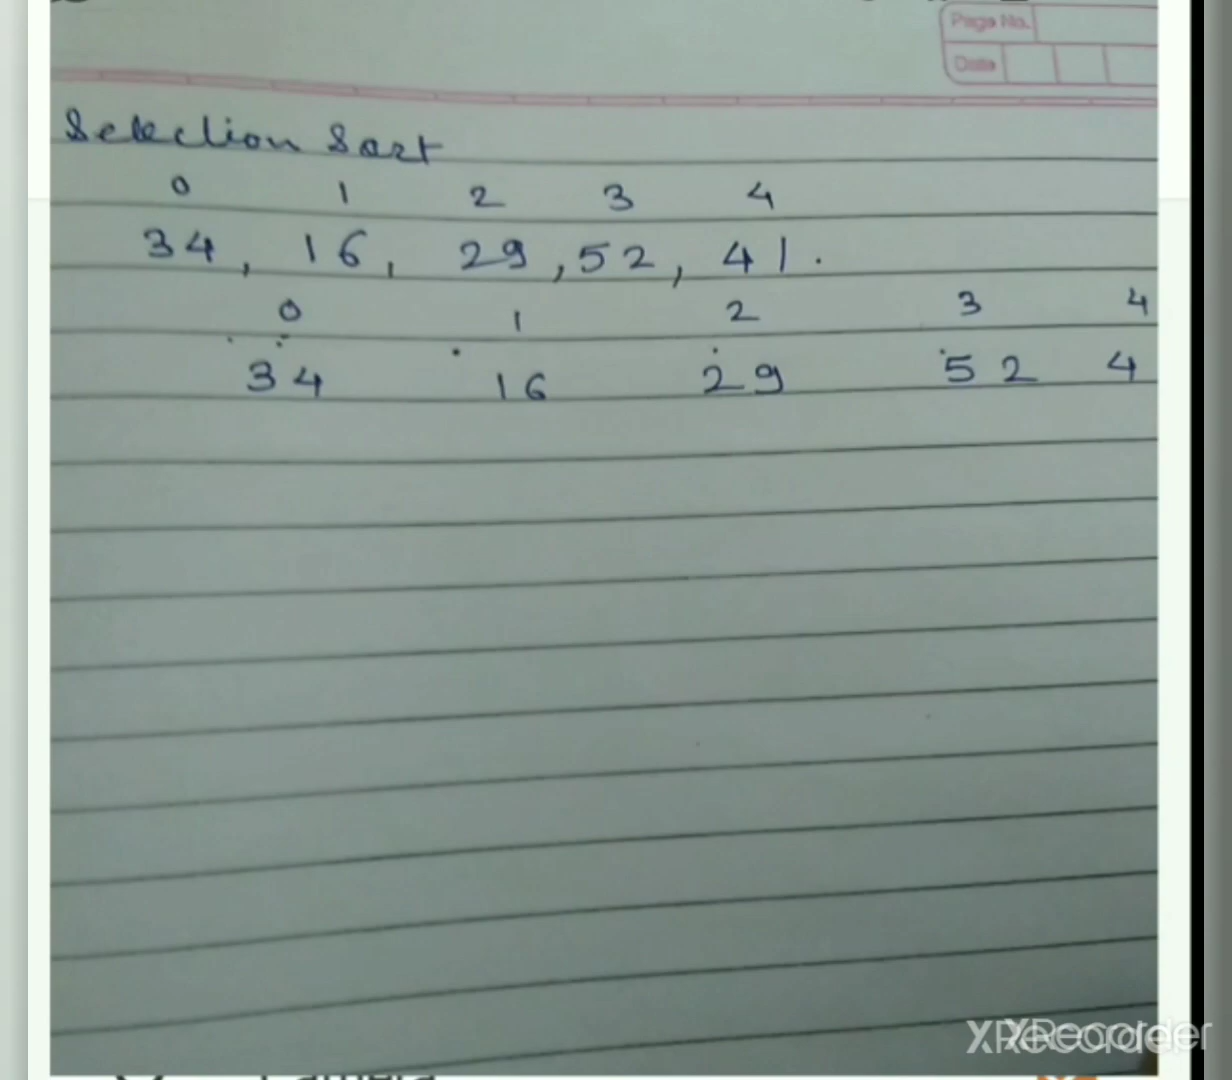 Page No.
Date
Selection Sort
0 1 2 3 4
34, 16, 29, 52, 41.
0 1 2 3 4
34 16 29 52 4
XRecorder